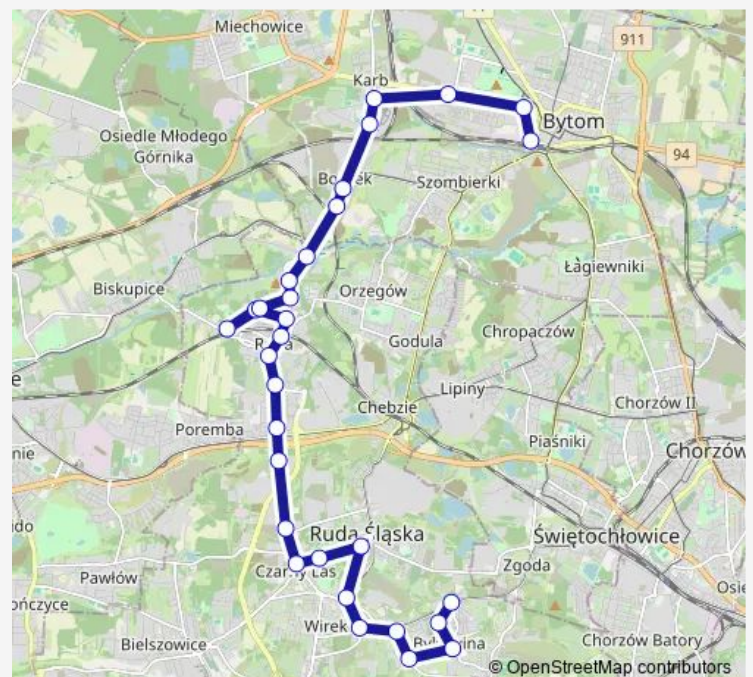 Miechowice
911
Karb
Bytom
Osiedle Młodego
Górnika
94
Szombierki
Łagiewniki
Biskupice
Orzegów
Chropaczów
Godula
e
Lipiny
Chorzów II
Chebzie
Poremba
Piaśniki
nie
Chorzów
Ruda Śląska
Świętochłowice
Zgoda
Czarny Las
Pawłów
Wirek
Bielszowice
Chorzów Batory
© OpenStreetMap contributors